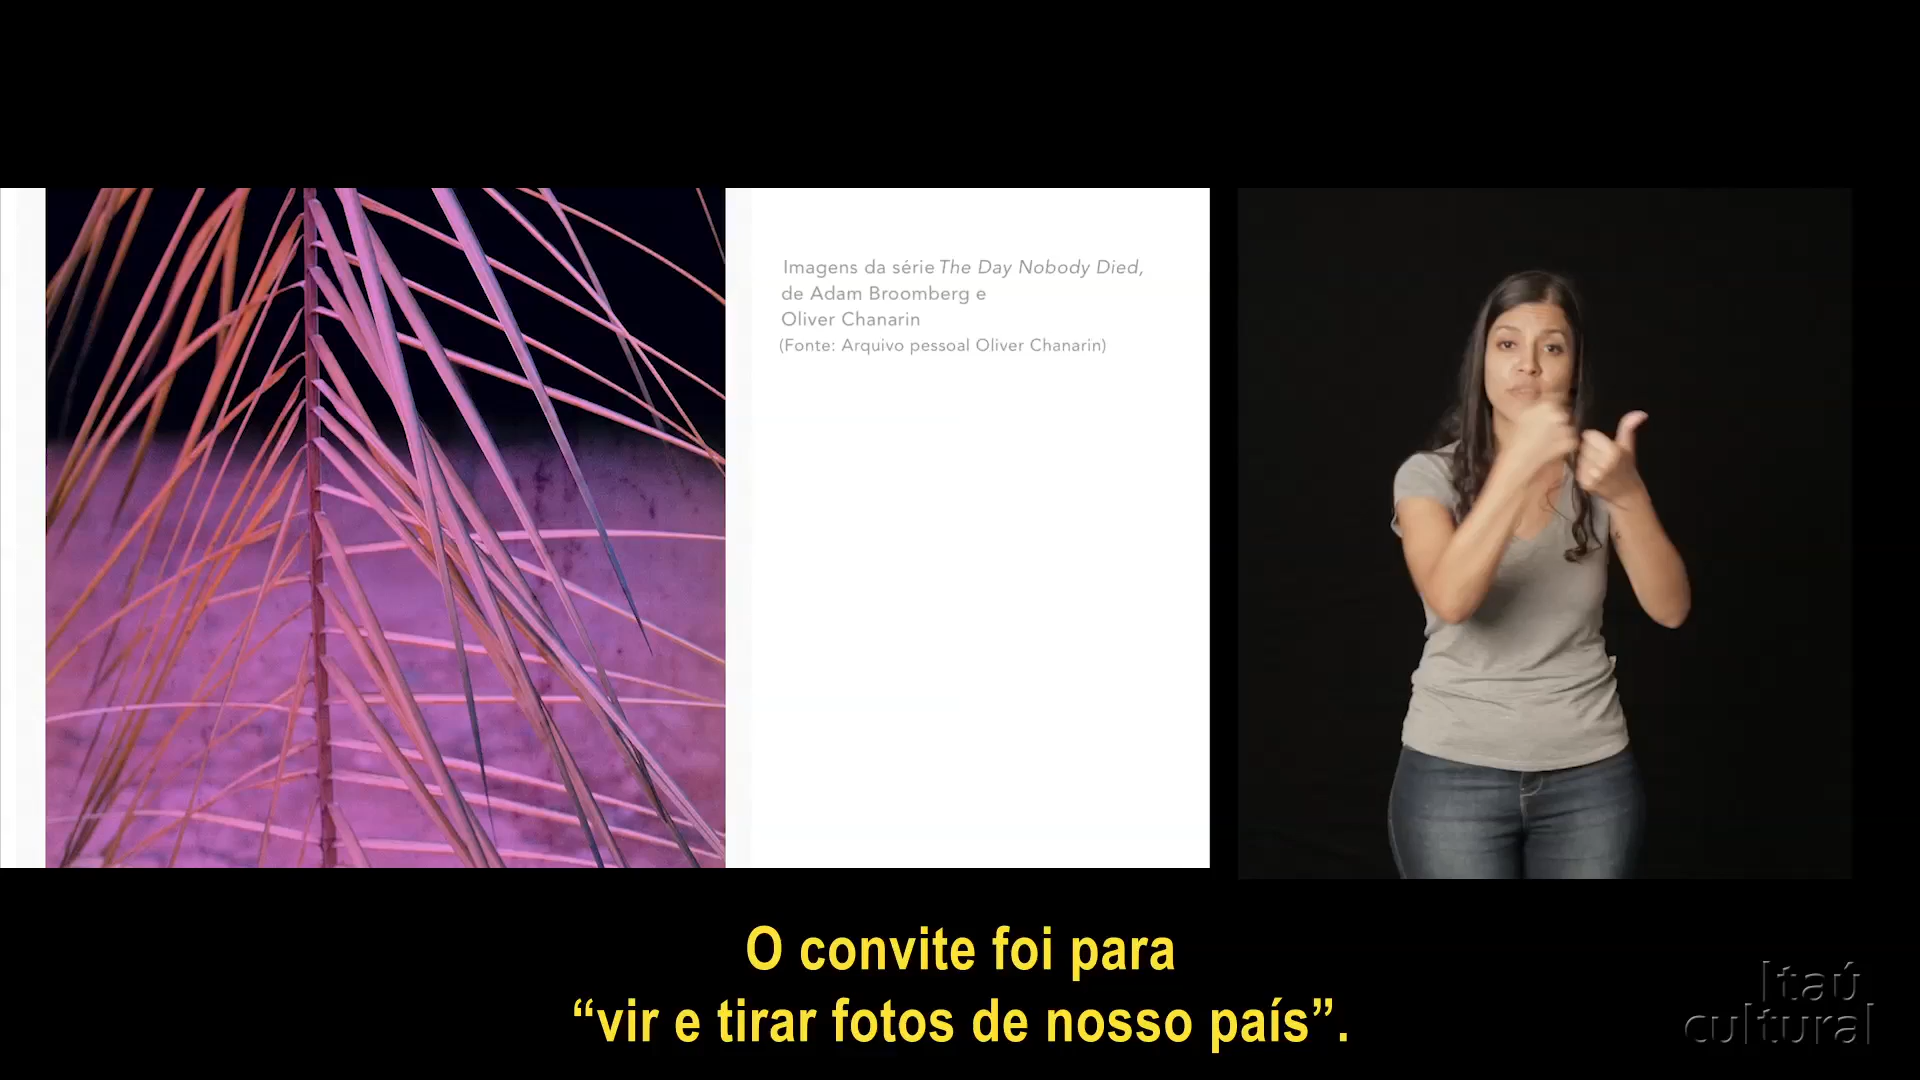 Imagens da série The Day Nobody Died,
de Adam Broomberg e
Oliver Chanarin
(Fonte: Arquivo pessoal Oliver Chanarin)
O convite foi para
“vir e tirar fotos de nosso país”.
Itaú
cultural